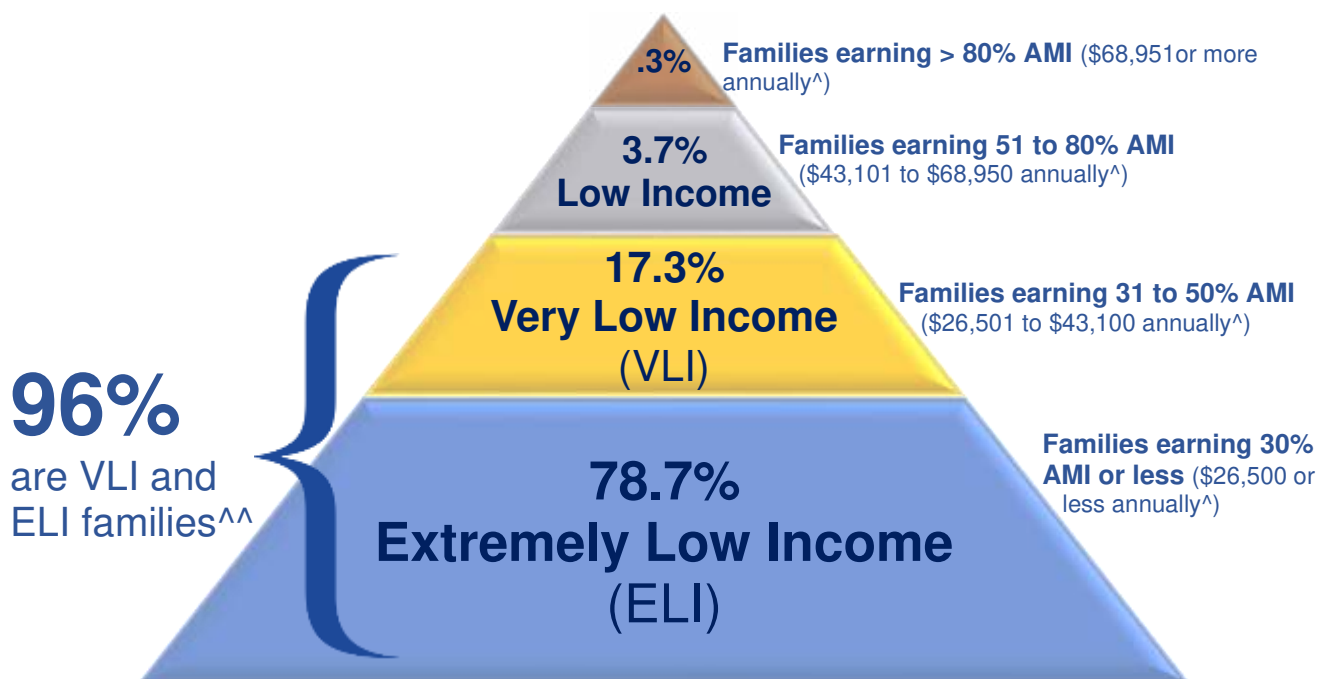 .3%
Families earning > 80% AMI ($68,951or more
annually^)
3.7%
Low Income
Families earning 51 to 80% AMI
($43,101 to $68,950 annually^)
17.3%
Very Low Income
(VLI)
Families earning 31 to 50% AMI
($26,501 to $43,100 annually^)
96%
are VLI and
ELI families^^
78.7%
Extremely Low Income
(ELI)
Families earning 30%
AMI or less ($26,500 or
less annually^)